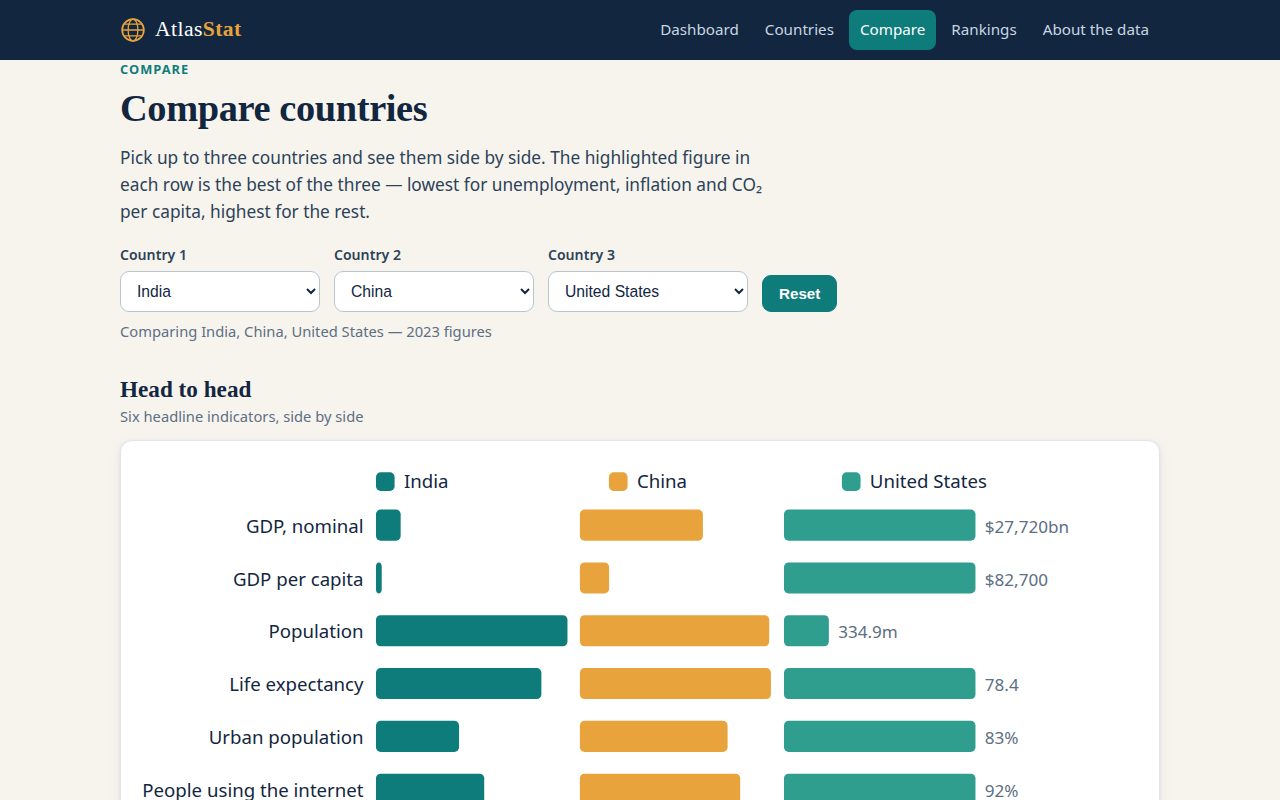 AtlasStat
Dashboard
Countries
Compare
Rankings
About the data
COMPARE
Compare countries
Pick up to three countries and see them side by side. The highlighted figure in
each row is the best of the three — lowest for unemployment, inflation and CO₂
per capita, highest for the rest.
Country 1
Country 2
Country 3
India
China
United States
Reset
Comparing India, China, United States — 2023 figures
Head to head
Six headline indicators, side by side
India
China
United States
GDP, nominal
$27,720bn
GDP per capita
$82,700
Population
334.9m
Life expectancy
78.4
Urban population
83%
People using the internet
92%